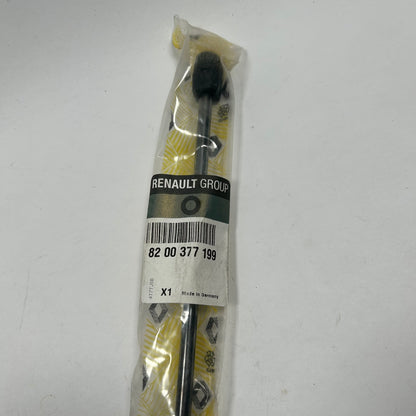 RENAULT GROUP
82 00 377 199
X1 Made in Germany